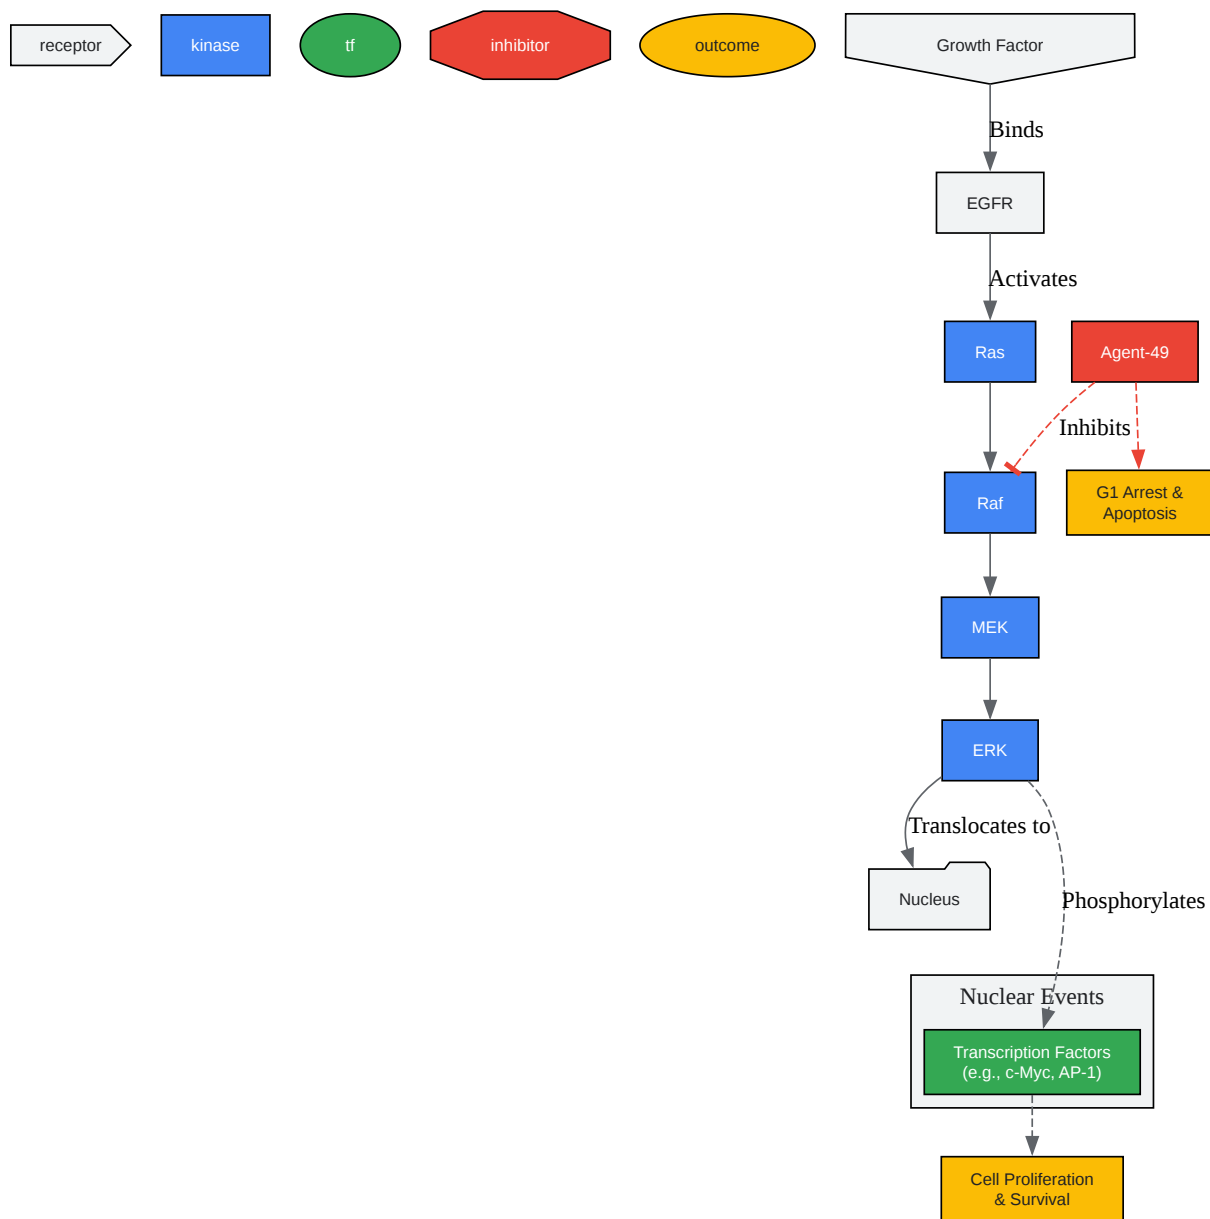 receptor
kinase
tf
inhibitor
outcome
Growth Factor
Binds
EGFR
Activates
Ras
Agent-49
Inhibits
Raf
G1 Arrest &
Apoptosis
MEK
ERK
Translocates to
Nucleus
Phosphorylates
Nuclear Events
Transcription Factors
(e.g., c-Myc, AP-1)
Cell Proliferation
& Survival